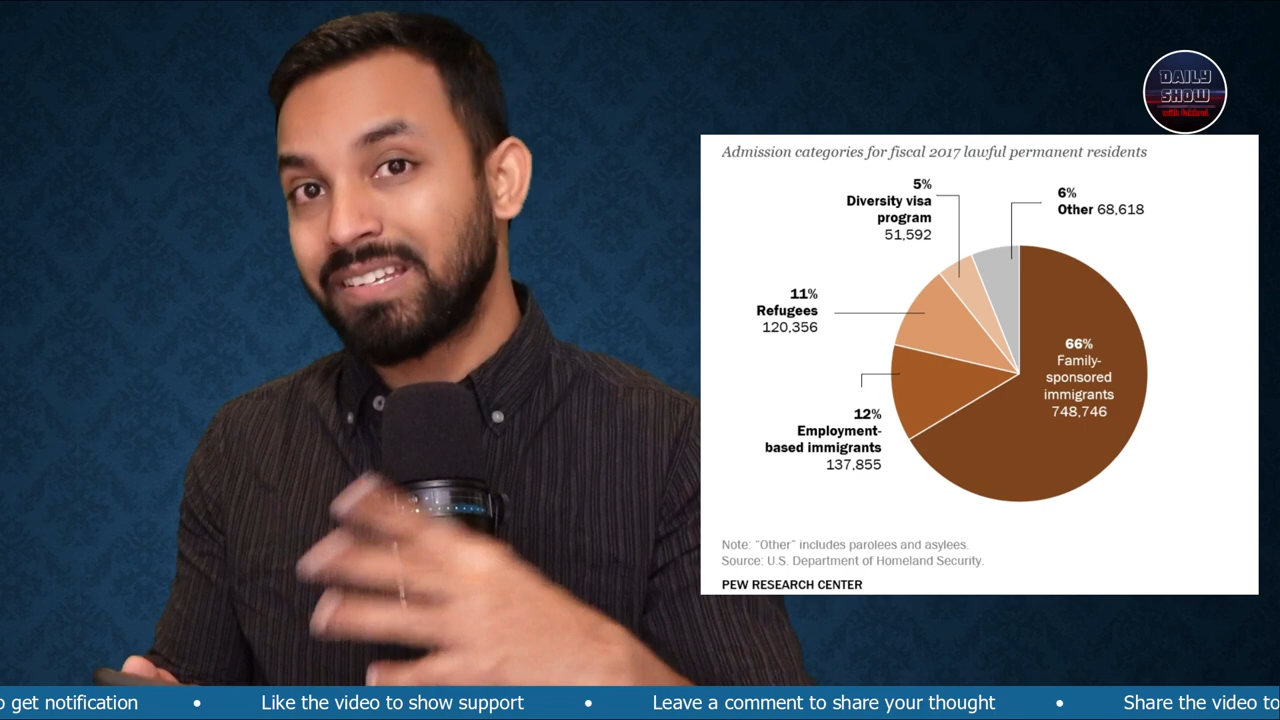 DAILY
SHOW
Admission categories for fiscal 2017 lawful permanent residents
5%
Diversity visa
program
51,592
6%
Other 68,618
11%
Refugees
120,356
66%
Family-
sponsored
immigrants
748,746
12%
Employment-
based immigrants
137,855
Note: “Other” includes parolees and asylees.
Source: U.S. Department of Homeland Security.
PEW RESEARCH CENTER
get notification • Like the video to show support • Leave a comment to share your thought • Share the video